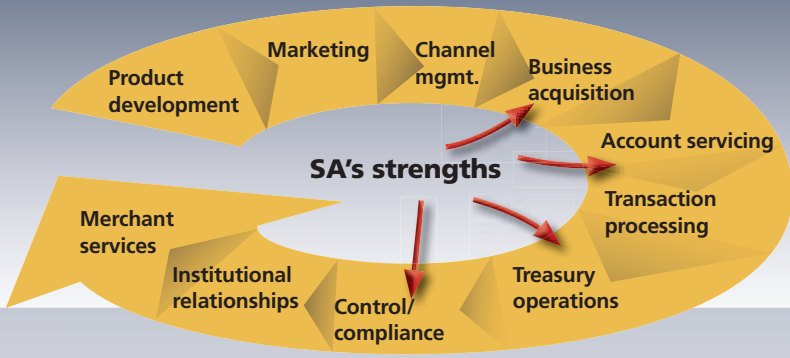 Product
development
Marketing
Channel
mgmt.
Business
acquisition
Account servicing
Transaction
processing
Treasury
operations
Control/
compliance
Institutional
relationships
Merchant
services
SA's strengths